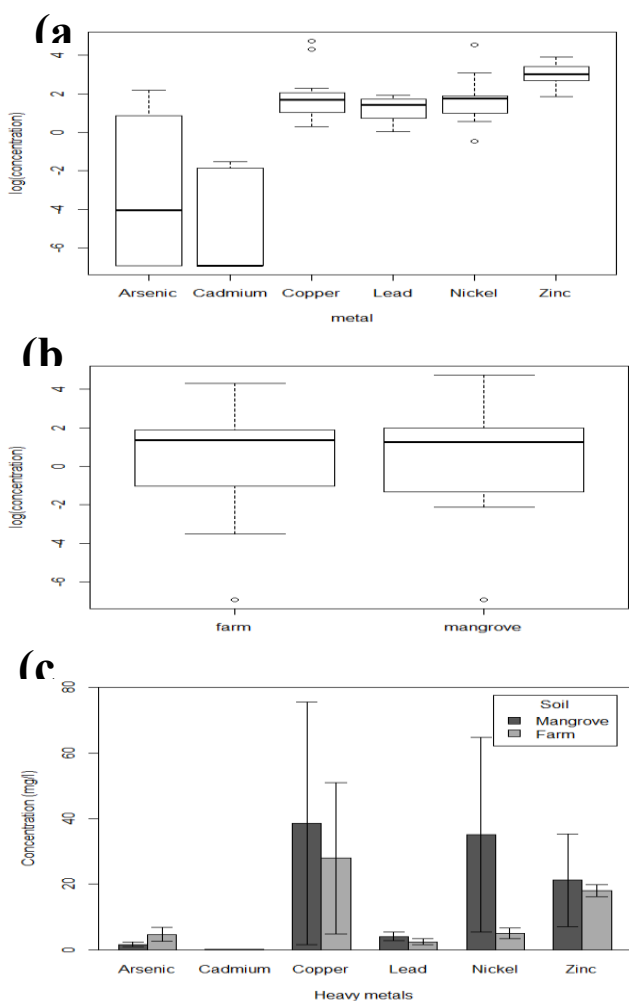 (a
log(concentration)
4
2
0
-2
-4
-6
Arsenic Cadmium Copper Lead Nickel Zinc
metal
(b
log(concentration)
4
2
0
-2
-4
-6
farm mangrove
(c
Concentration (mg/l)
80
60
40
20
0
Soil
Mangrove
Farm
Arsenic Cadmium Copper Lead Nickel Zinc
Heavy metals